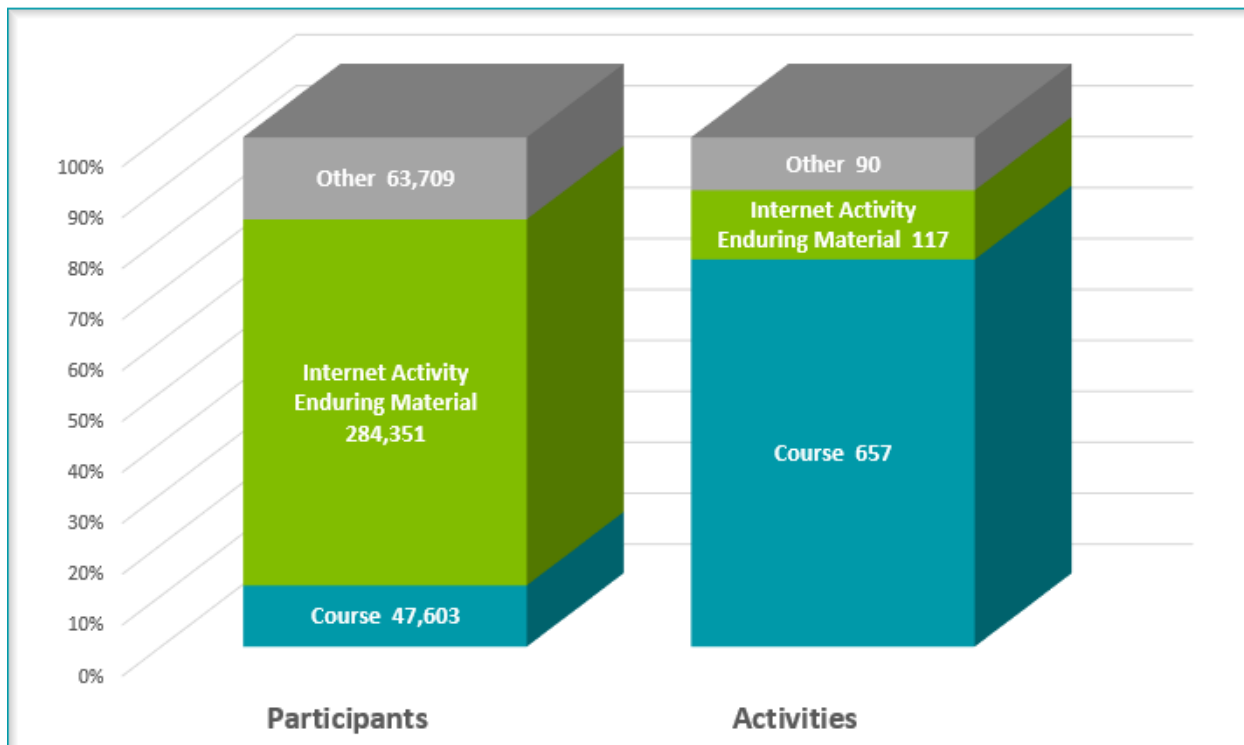 100%
90%
80%
70%
60%
50%
40%
30%
20%
10%
0%
Other 63,709
Internet Activity
Enduring Material
284,351
Course 47,603
Other 90
Internet Activity
Enduring Material 117
Course 657
Participants
Activities